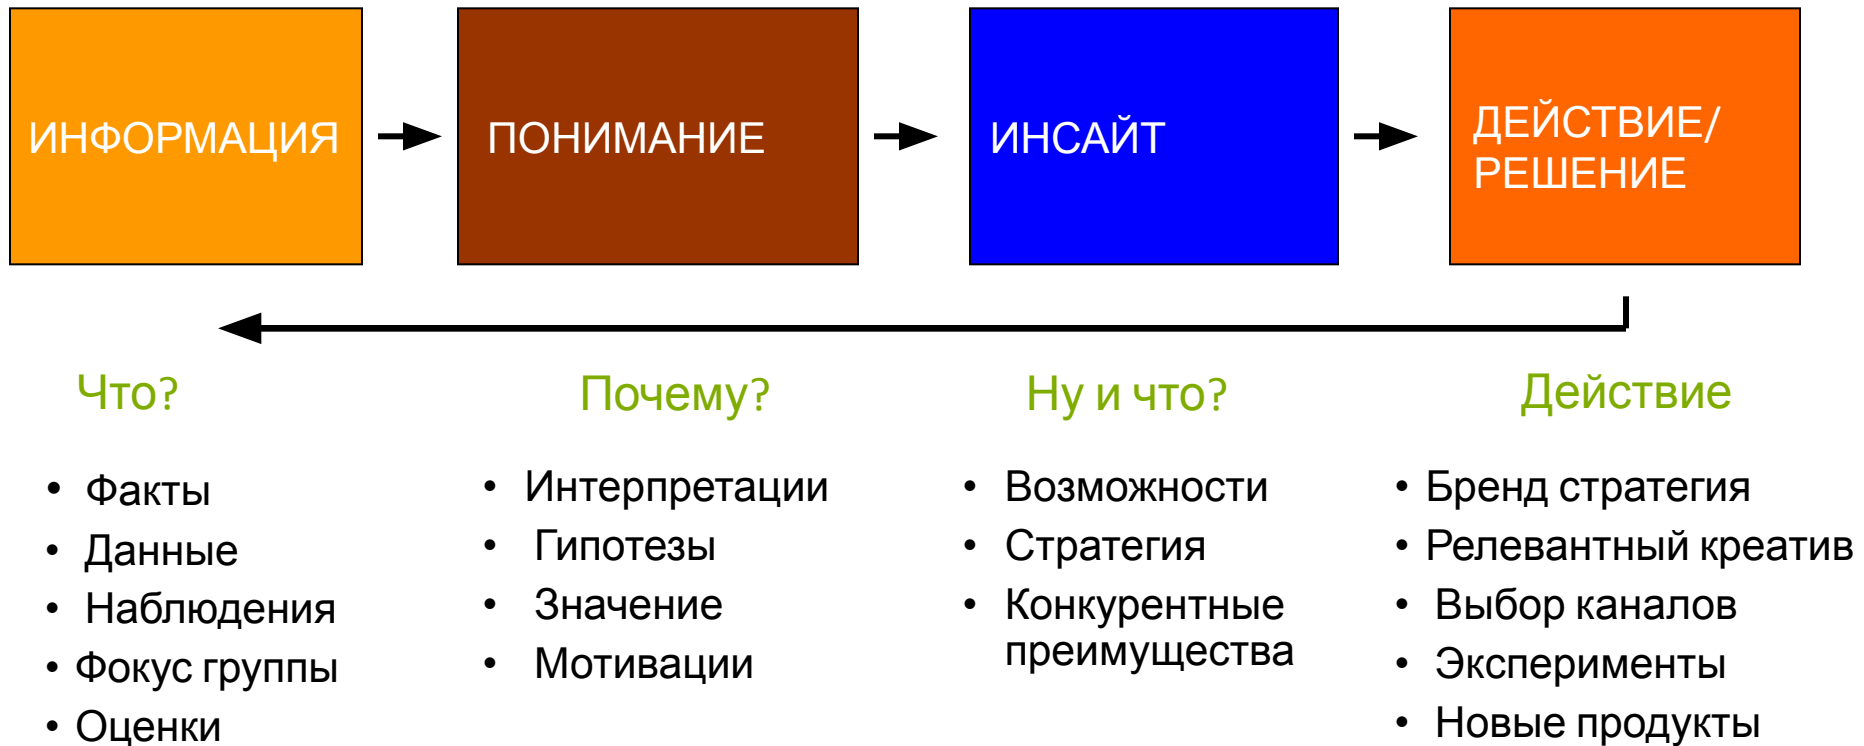 ИНФОРМАЦИЯ
ПОНИМАНИЕ
ИНСАЙТ
ДЕЙСТВИЕ/
РЕШЕНИЕ
Что?
• Факты
• Данные
• Наблюдения
• Фокус группы
• Оценки
Почему?
• Интерпретации
• Гипотезы
• Значение
• Мотивации
Ну и что?
• Возможности
• Стратегия
• Конкурентные
преимущества
Действие
• Бренд стратегия
• Релевантный креатив
• Выбор каналов
• Эксперименты
• Новые продукты